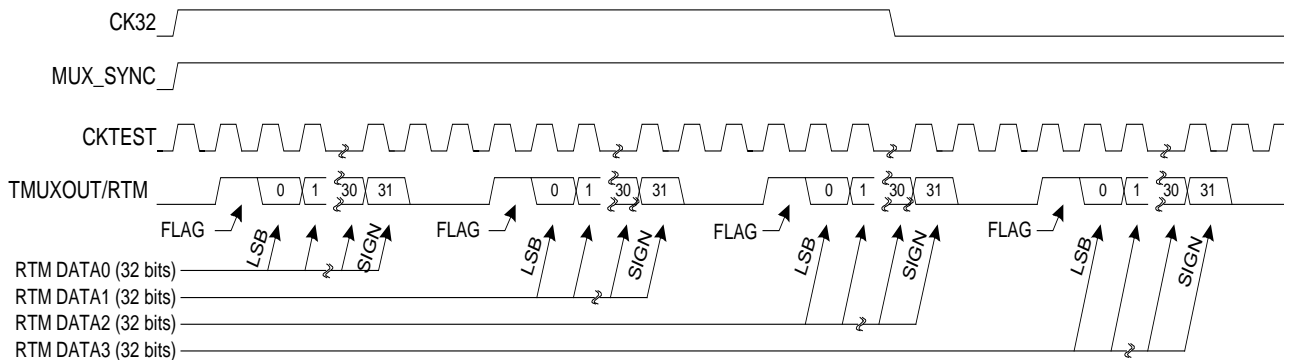 CK32
MUX_SYNC
CKTEST
TMUXOUT/RTM
0 1 30 31 0 1 30 31 0 1 30 31 0 1 30 31
FLAG FLAG FLAG FLAG
LSB SIGN LSB SIGN LSB SIGN LSB SIGN
RTM DATA0 (32 bits)
RTM DATA1 (32 bits)
RTM DATA2 (32 bits)
RTM DATA3 (32 bits)